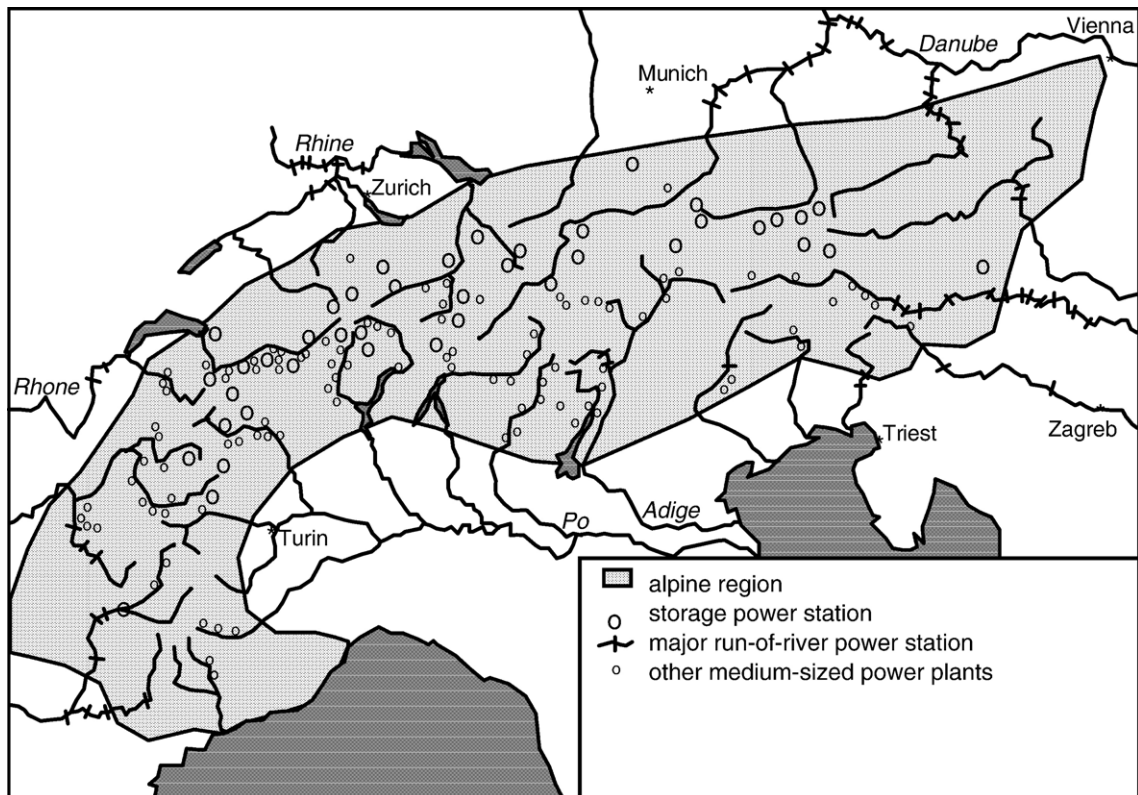 Vienna
Danube
Munich
Rhine
Zurich
Rhone
Zagreb
Triest
Adige
Po
Turin
alpine region
storage power station
major run-of-river power station
other medium-sized power plants